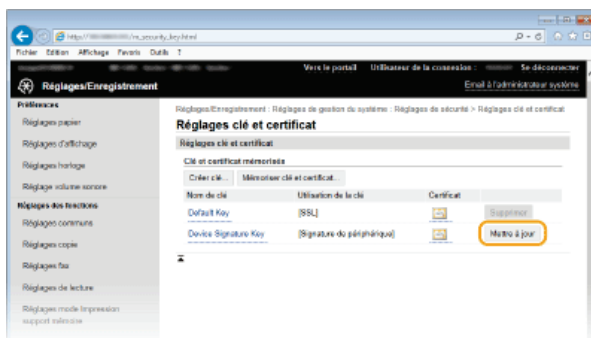 http://
/rs_security_key.html
Fichier Edition Affichage Favoris Outils ?
Vers le portail Utilisateur de la connexion : Se déconnecter
Réglages/Enregistrement
Email à l'administrateur système
Préférences
Réglages papier
Réglages d'affichage
Réglages horloge
Réglage volume sonore
Réglages des fonctions
Réglages communs
Réglages copie
Réglages fax
Réglages de lecture
Réglages mode Impression
support mémoire
Réglages/Enregistrement : Réglages de gestion du système : Réglages de sécurité > Réglages clé et certificat
Réglages clé et certificat
Réglages clé et certificat
Clé et certificat mémorisés
Créer clé... Mémoriser clé et certificat...
Nom de clé Utilisation de la clé Certificat
Default Key [SSL] Supprimer
Device Signature Key [Signature de périphérique] Mettre à jour